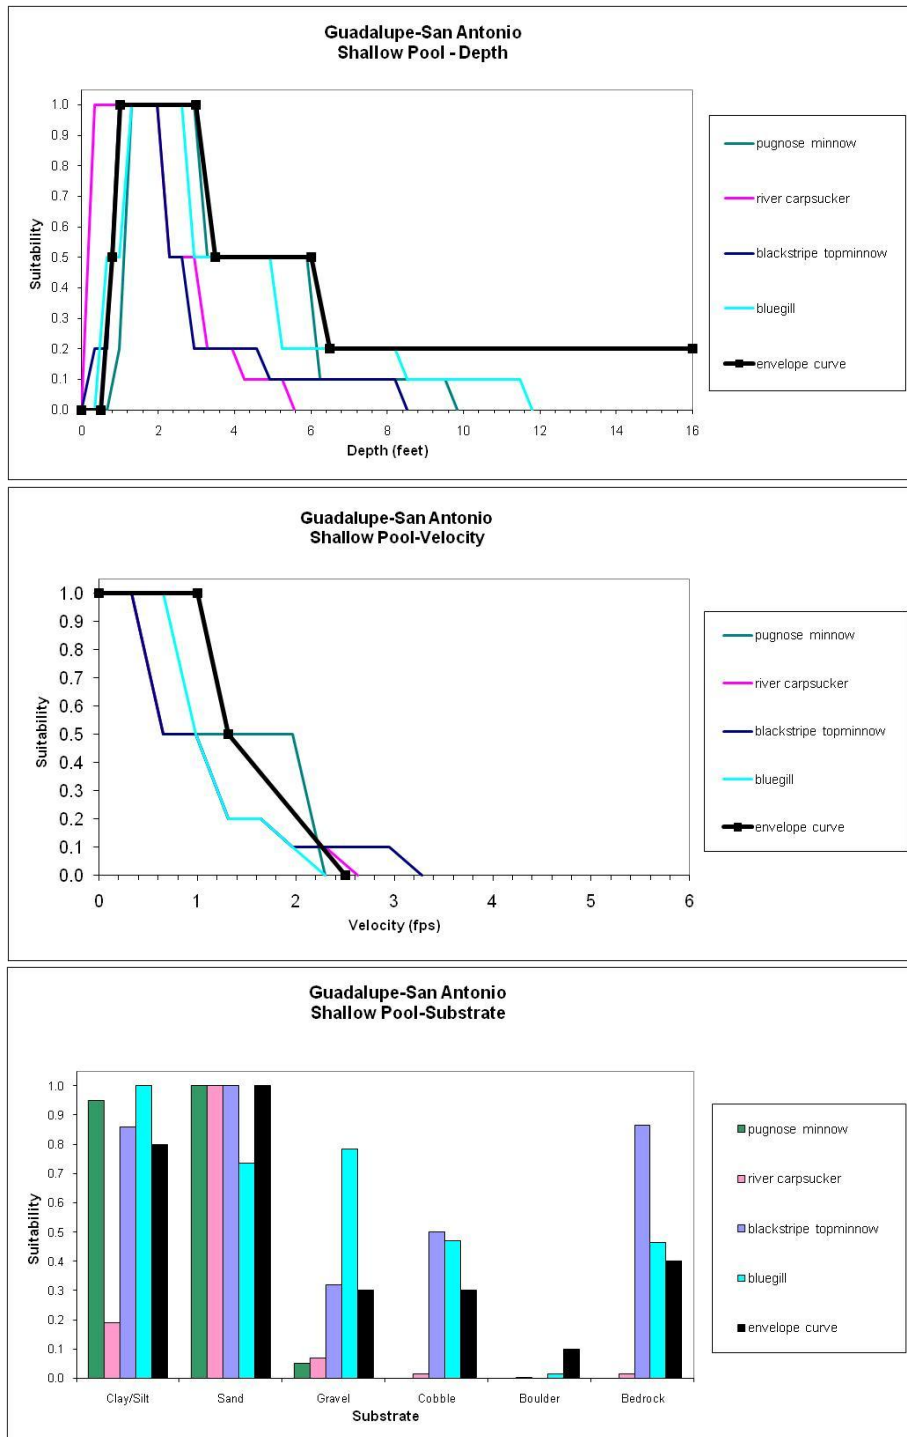 Guadalupe-San Antonio
Shallow Pool - Depth
1.0
0.9
0.8
0.7
0.6
0.5
0.4
0.3
0.2
0.1
0.0
Suitability
0 2 4 6 8 10 12 14 16
Depth (feet)
pugnose minnow
river carpsucker
blackstripe topminnow
bluegill
envelope curve
Guadalupe-San Antonio
Shallow Pool-Velocity
1.0
0.9
0.8
0.7
0.6
0.5
0.4
0.3
0.2
0.1
0.0
Suitability
0 1 2 3 4 5 6
Velocity (fps)
pugnose minnow
river carpsucker
blackstripe topminnow
bluegill
envelope curve
Guadalupe-San Antonio
Shallow Pool-Substrate
1.0
0.9
0.8
0.7
0.6
0.5
0.4
0.3
0.2
0.1
0.0
Suitability
Clay/Silt Sand Gravel Cobble Boulder Bedrock
Substrate
pugnose minnow
river carpsucker
blackstripe topminnow
bluegill
envelope curve